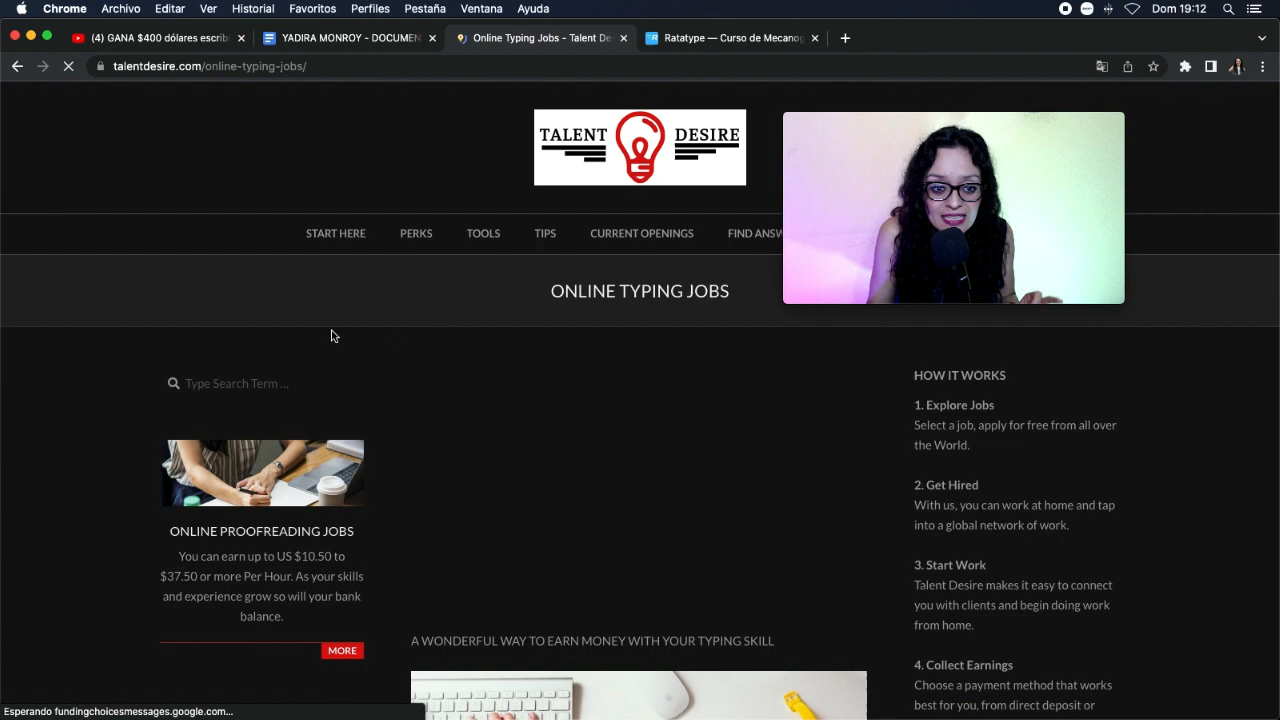 Chrome Archivo Editar Ver Historial Favoritos Perfiles Pestaña Ventana Ayuda Dom 19:12
(4) GANA $400 dólares escribi
YADIRA MONROY - DOCUMEN
Online Typing Jobs - Talent De
Ratatype — Curso de Mecanog
talentdesire.com/online-typing-jobs/
TALENT DESIRE
START HERE PERKS TOOLS TIPS CURRENT OPENINGS FIND ANSW
ONLINE TYPING JOBS
Type Search Term ...
ONLINE PROOFREADING JOBS
You can earn up to US $10.50 to
$37.50 or more Per Hour. As your skills
and experience grow so will your bank
balance.
MORE
A WONDERFUL WAY TO EARN MONEY WITH YOUR TYPING SKILL
HOW IT WORKS
1. Explore Jobs
Select a job, apply for free from all over
the World.
2. Get Hired
With us, you can work at home and tap
into a global network of work.
3. Start Work
Talent Desire makes it easy to connect
you with clients and begin doing work
from home.
4. Collect Earnings
Choose a payment method that works
best for you, from direct deposit or
Esperando fundingchoicesmessages.google.com...